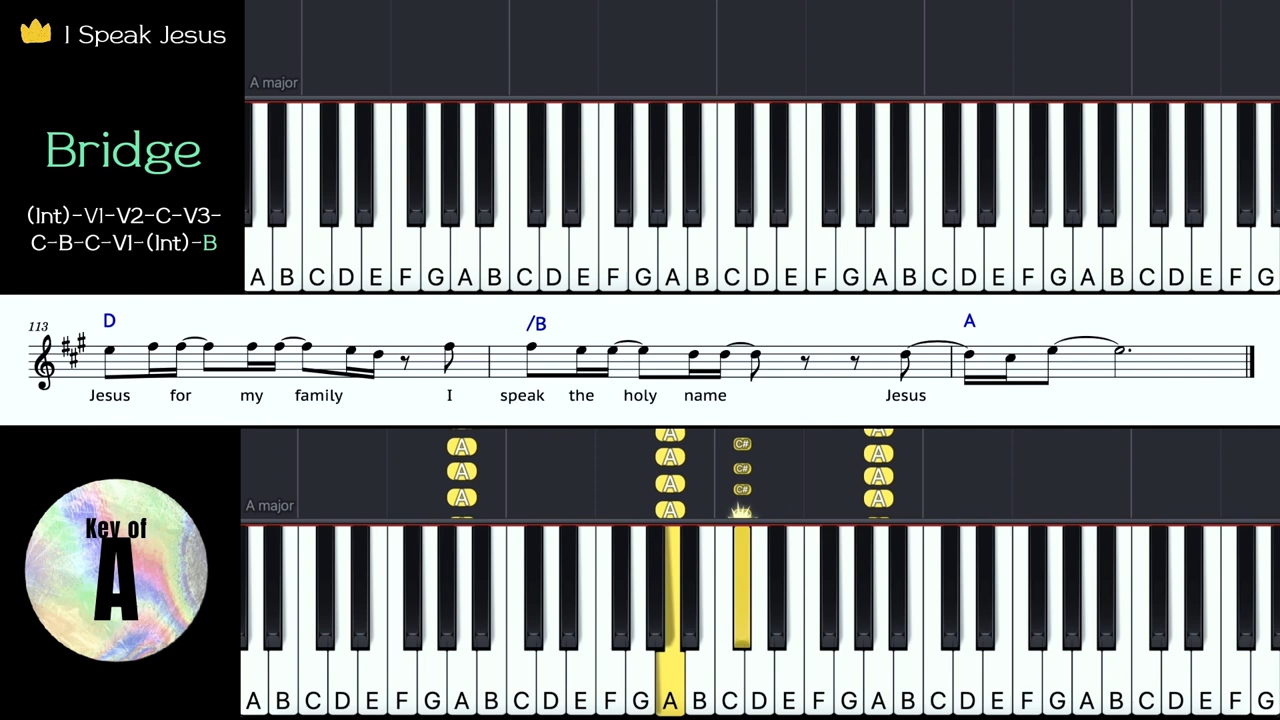 I Speak Jesus
A major
Bridge
(Int)-V1-V2-C-V3-
C-B-C-V1-(Int)-B
A B C D E F G A B C D E F G A B C D E F G A B C D E F G A B C D E F G
113
D /B A
Jesus for my family I speak the holy name Jesus
A A C# A
A A C# A
A A C# A
A A
A major
Key of
A
A B C D E F G A B C D E F G A B C D E F G A B C D E F G A B C D E F G